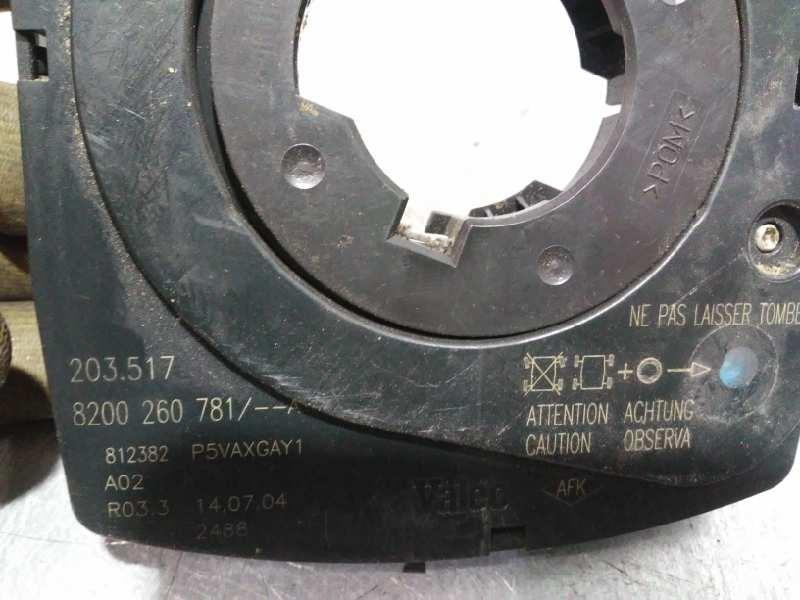 >POM<
NE PAS LAISSER TOMBE
203.517
8200 260 781/--A
ATTENTION ACHTUNG
CAUTION OBSERVA
812382 P5VAXGAY1
A02
R03.3 14.07.04
2488
Valeo
AFK